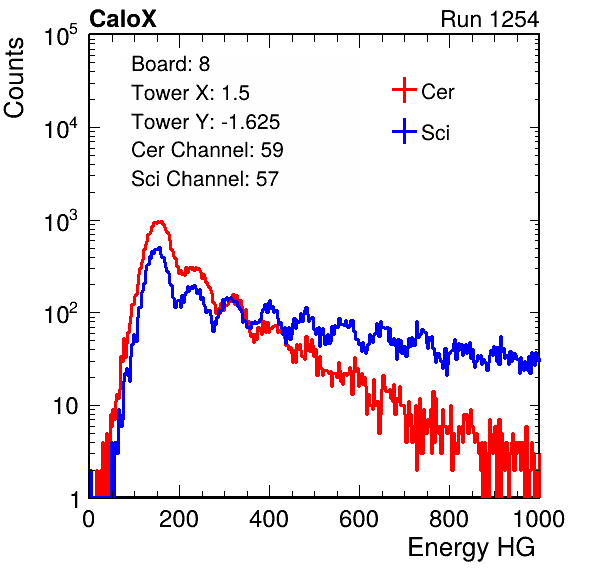 CaloX Run 1254
10^5
Counts
Board: 8
Tower X: 1.5
Tower Y: -1.625
Cer Channel: 59
Sci Channel: 57
Cer
Sci
10^4
10^3
10^2
10
1
0 200 400 600 800 1000
Energy HG